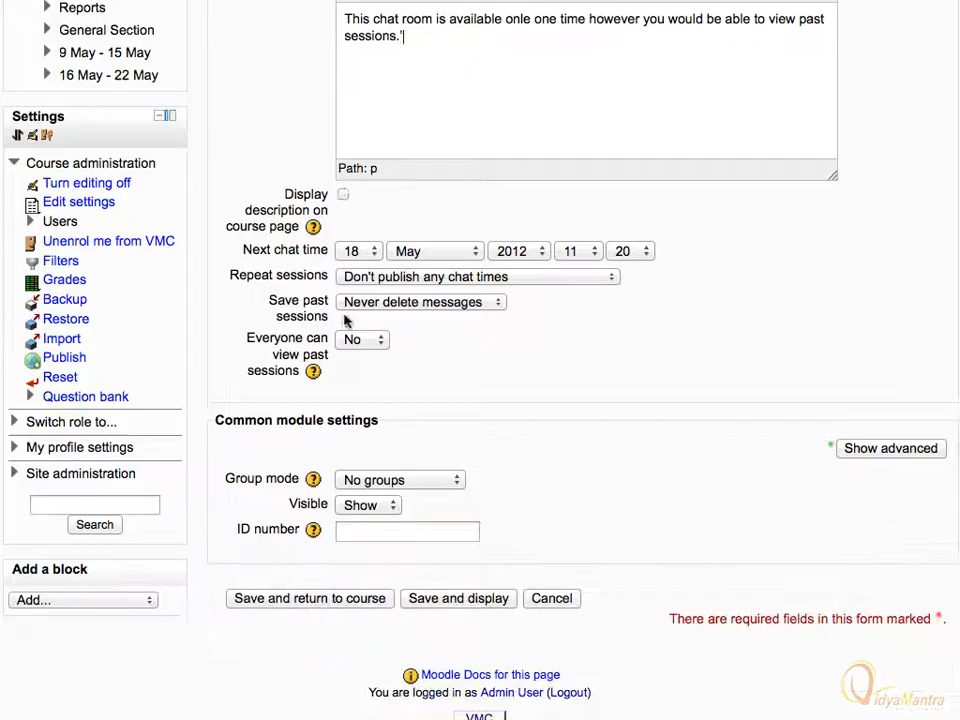 Reports
General Section
9 May - 15 May
16 May - 22 May
Settings
Course administration
Turn editing off
Edit settings
Users
Unenrol me from VMC
Filters
Grades
Backup
Restore
Import
Publish
Reset
Question bank
Switch role to...
My profile settings
Site administration
Search
Add a block
Add...
This chat room is available onle one time however you would be able to view past
sessions.'
Path: p
Display
description on
course page
Next chat time 18 May 2012 11 20
Repeat sessions Don't publish any chat times
Save past
sessions
Never delete messages
Everyone can
view past
sessions
No
Common module settings
* Show advanced
Group mode No groups
Visible Show
ID number
Save and return to course Save and display Cancel
There are required fields in this form marked *.
Moodle Docs for this page
You are logged in as Admin User (Logout)
VMC
VidyaMantra